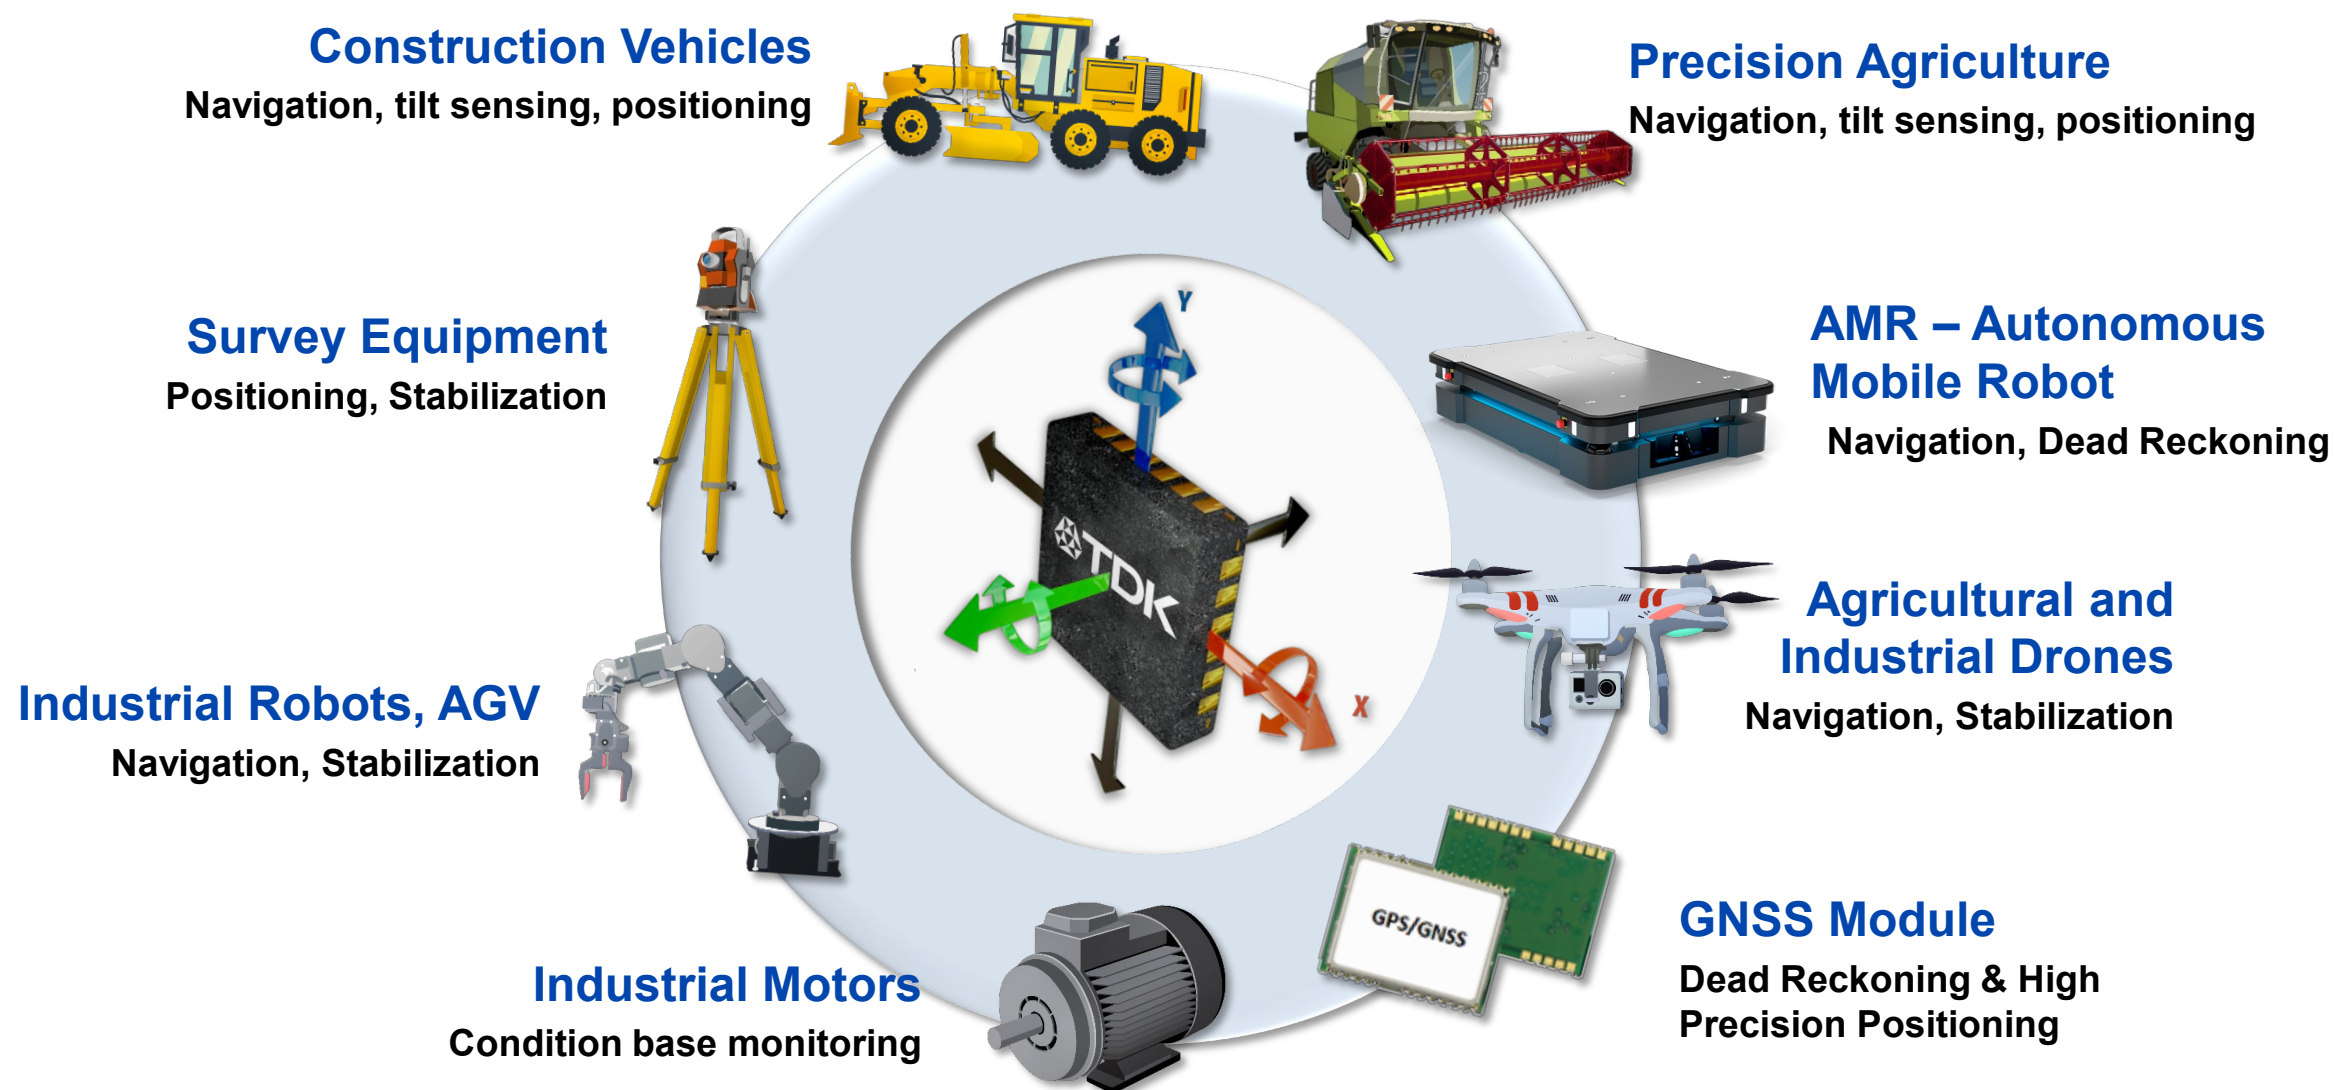 Construction Vehicles
Navigation, tilt sensing, positioning
Precision Agriculture
Navigation, tilt sensing, positioning
Survey Equipment
Positioning, Stabilization
AMR – Autonomous
Mobile Robot
Navigation, Dead Reckoning
Y
TDK
X
Agricultural and
Industrial Drones
Navigation, Stabilization
Industrial Robots, AGV
Navigation, Stabilization
GPS/GNSS
GNSS Module
Dead Reckoning & High
Precision Positioning
Industrial Motors
Condition base monitoring